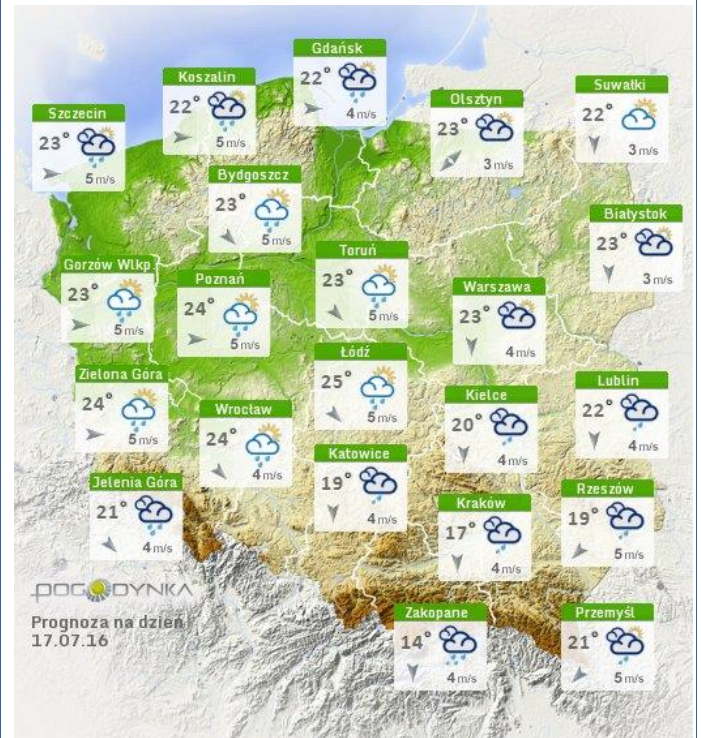 Gdańsk
22°
4 m/s
Koszalin
22°
5 m/s
Suwałki
22°
3 m/s
Olsztyn
23°
3 m/s
Szczecin
23°
5 m/s
Bydgoszcz
23°
5 m/s
Białystok
23°
3 m/s
Toruń
23°
5 m/s
Gorzów Wlkp
23°
5 m/s
Poznań
24°
5 m/s
Warszawa
23°
4 m/s
Łódź
25°
5 m/s
Zielona Góra
24°
5 m/s
Lublin
22°
4 m/s
Kielce
20°
4 m/s
Wrocław
24°
4 m/s
Katowice
19°
4 m/s
Jelenia Góra
21°
4 m/s
Rzeszów
19°
5 m/s
Kraków
17°
4 m/s
POGODYNKA
Prognoza na dzień
17.07.16
Zakopane
14°
4 m/s
Przemyśl
21°
5 m/s